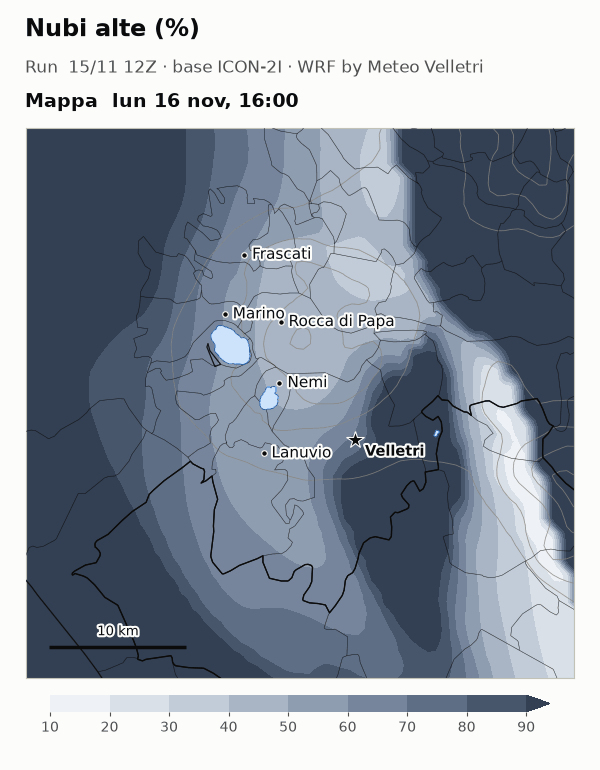 Nubi alte (%)
Run  15/11 12Z · base ICON-2I · WRF by Meteo Velletri
Mappa  lun 16 nov, 16:00
Frascati
Marino
Rocca di Papa
Nemi
Velletri
Lanuvio
10 km
10 20 30 40 50 60 70 80 90